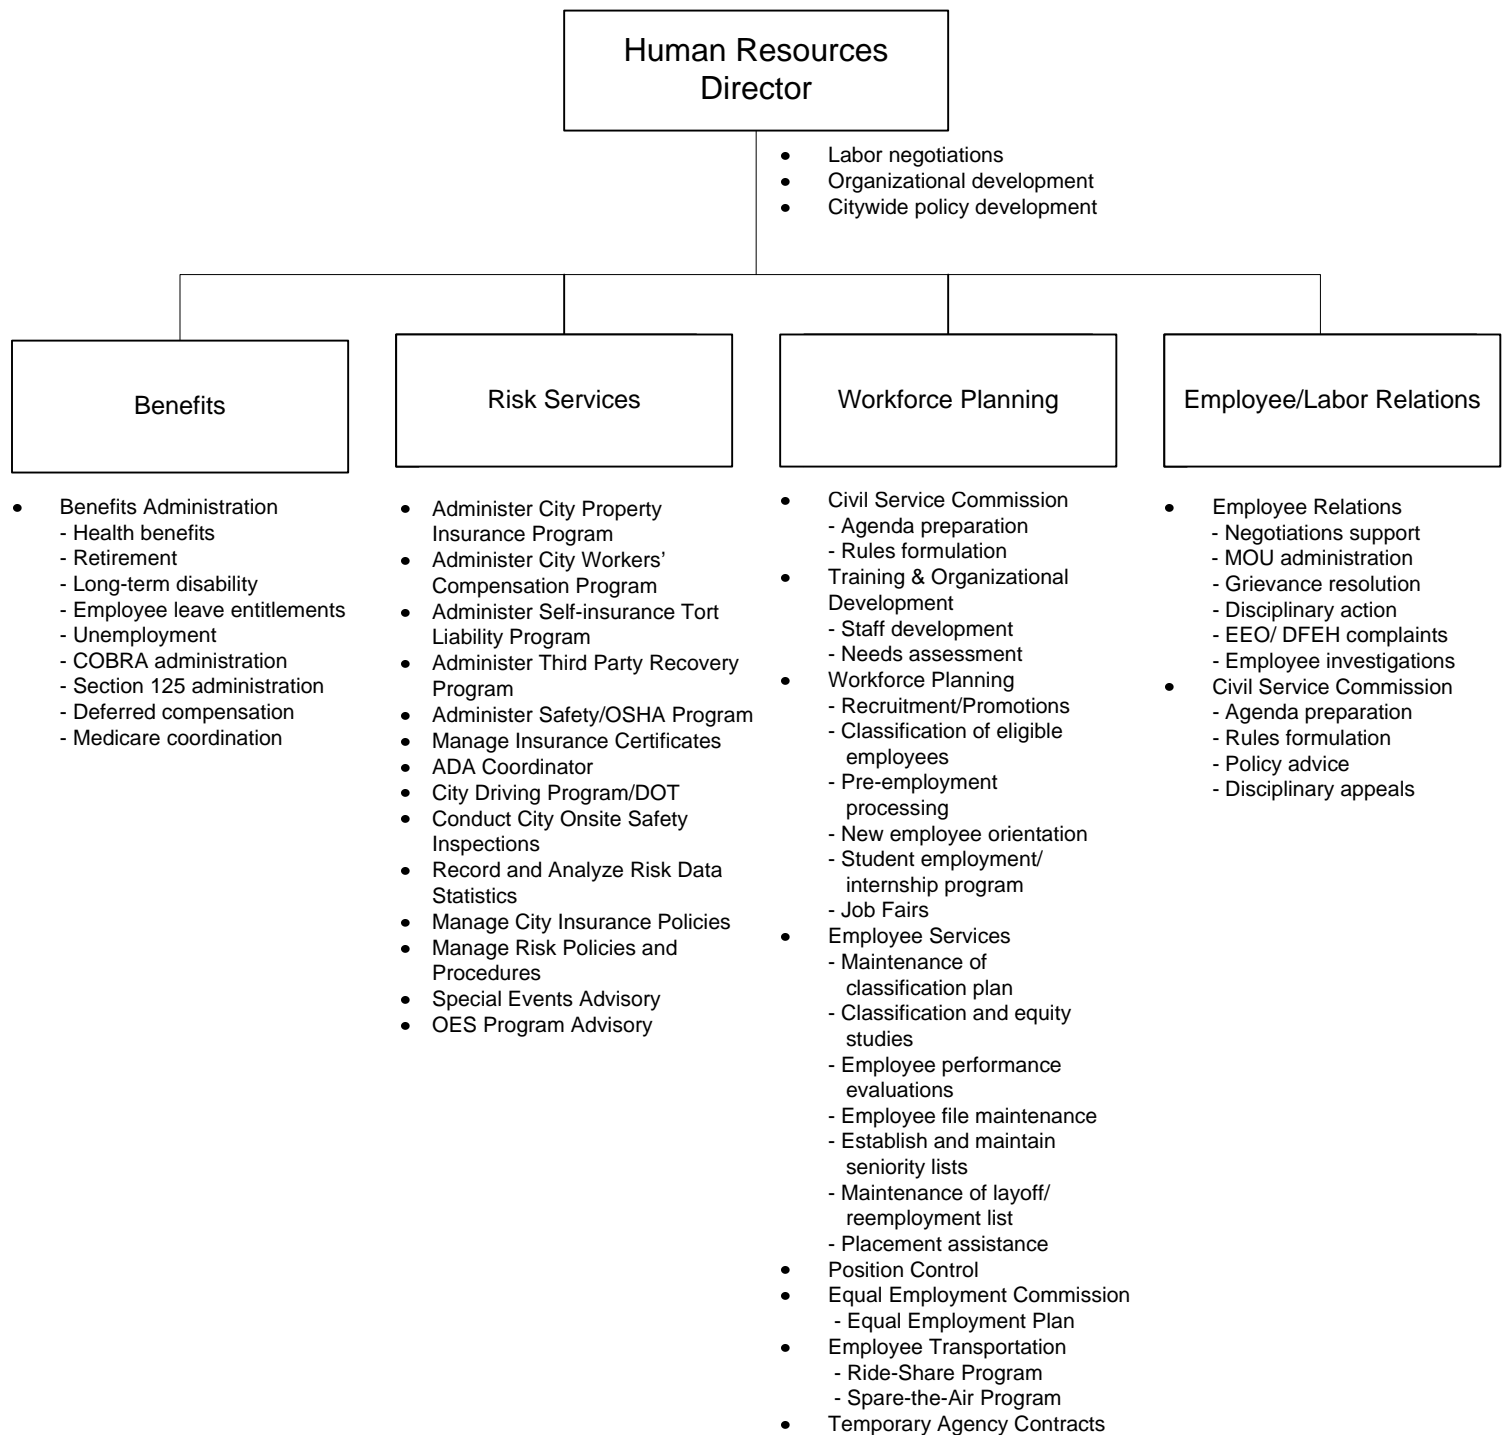 Human Resources
Director
• Labor negotiations
• Organizational development
• Citywide policy development
Benefits
• Benefits Administration
- Health benefits
- Retirement
- Long-term disability
- Employee leave entitlements
- Unemployment
- COBRA administration
- Section 125 administration
- Deferred compensation
- Medicare coordination
Risk Services
• Administer City Property
Insurance Program
• Administer City Workers’
Compensation Program
• Administer Self-insurance Tort
Liability Program
• Administer Third Party Recovery
Program
• Administer Safety/OSHA Program
• Manage Insurance Certificates
• ADA Coordinator
• City Driving Program/DOT
• Conduct City Onsite Safety
Inspections
• Record and Analyze Risk Data
Statistics
• Manage City Insurance Policies
• Manage Risk Policies and
Procedures
• Special Events Advisory
• OES Program Advisory
Workforce Planning
• Civil Service Commission
- Agenda preparation
- Rules formulation
• Training & Organizational
Development
- Staff development
- Needs assessment
• Workforce Planning
- Recruitment/Promotions
- Classification of eligible
employees
- Pre-employment
processing
- New employee orientation
- Student employment/
internship program
- Job Fairs
• Employee Services
- Maintenance of
classification plan
- Classification and equity
studies
- Employee performance
evaluations
- Employee file maintenance
- Establish and maintain
seniority lists
- Maintenance of layoff/
reemployment list
- Placement assistance
• Position Control
• Equal Employment Commission
- Equal Employment Plan
• Employee Transportation
- Ride-Share Program
- Spare-the-Air Program
• Temporary Agency Contracts
Employee/Labor Relations
• Employee Relations
- Negotiations support
- MOU administration
- Grievance resolution
- Disciplinary action
- EEO/ DFEH complaints
- Employee investigations
• Civil Service Commission
- Agenda preparation
- Rules formulation
- Policy advice
- Disciplinary appeals